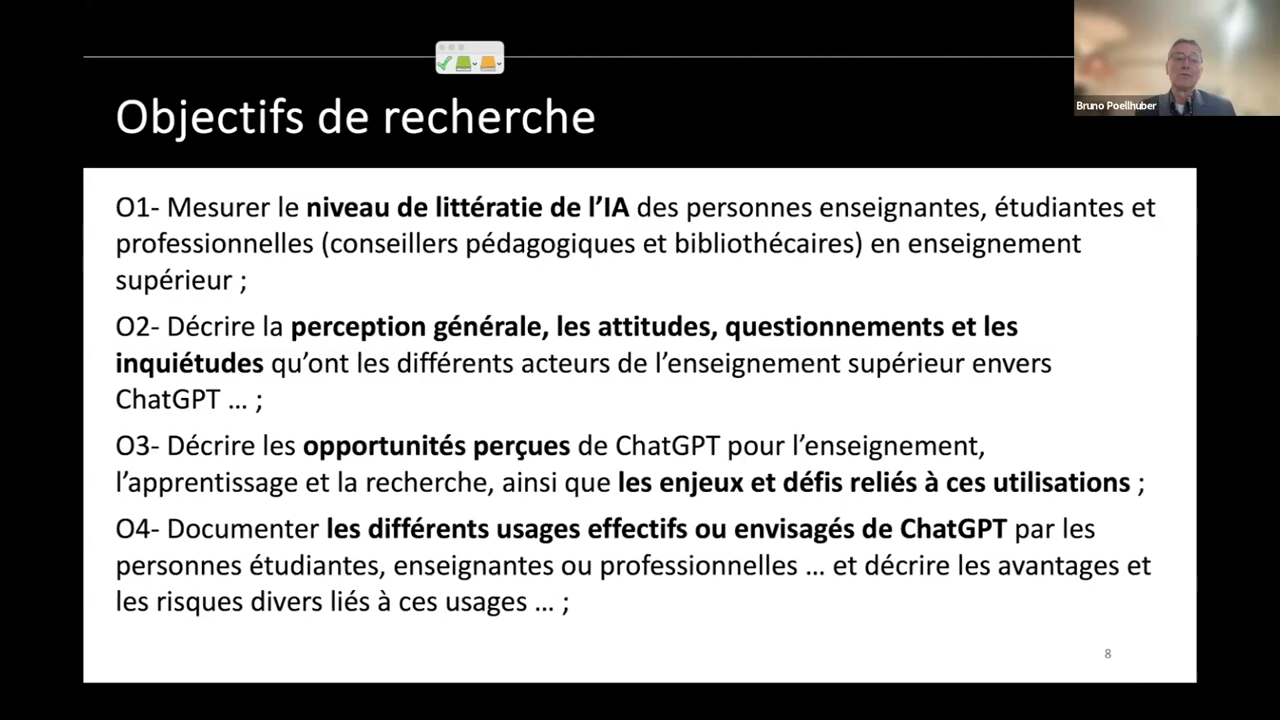 Bruno Poellhuber
Objectifs de recherche
O1- Mesurer le niveau de littératie de l’IA des personnes enseignantes, étudiantes et
professionnelles (conseillers pédagogiques et bibliothécaires) en enseignement
supérieur ;
O2- Décrire la perception générale, les attitudes, questionnements et les
inquiétudes qu’ont les différents acteurs de l’enseignement supérieur envers
ChatGPT … ;
O3- Décrire les opportunités perçues de ChatGPT pour l’enseignement,
l’apprentissage et la recherche, ainsi que les enjeux et défis reliés à ces utilisations ;
O4- Documenter les différents usages effectifs ou envisagés de ChatGPT par les
personnes étudiantes, enseignantes ou professionnelles … et décrire les avantages et
les risques divers liés à ces usages … ;
8